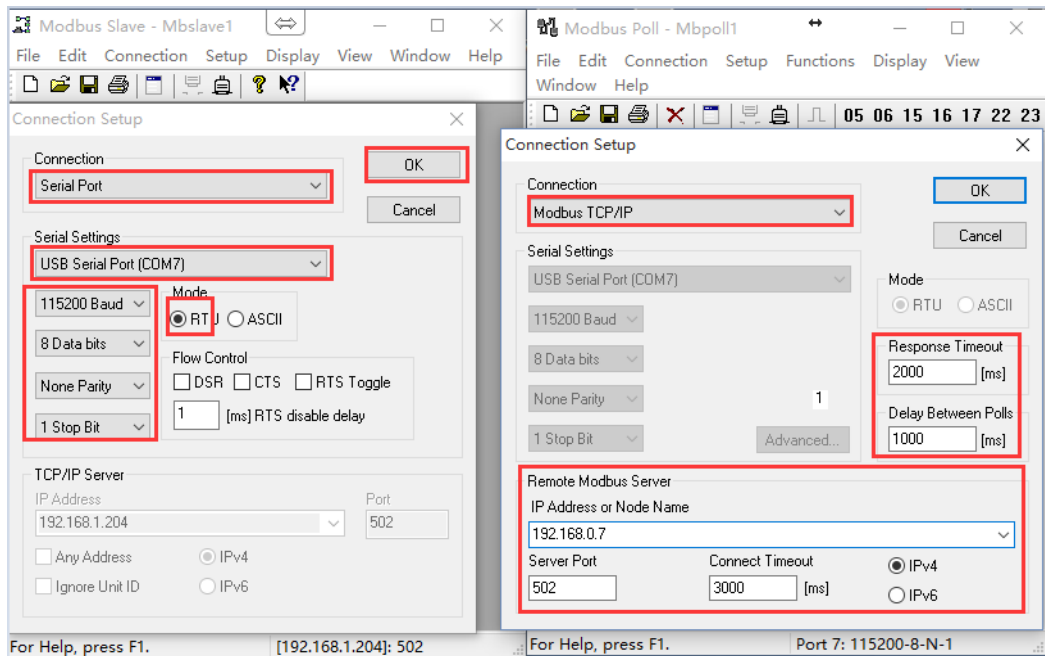 Modbus Slave - Mbslave1
File Edit Connection Setup Display View Window Help
Connection Setup
Connection
Serial Port
OK
Cancel
Serial Settings
USB Serial Port (COM7)
115200 Baud
8 Data bits
None Parity
1 Stop Bit
Mode
RTU ASCII
Flow Control
DSR CTS RTS Toggle
1 [ms] RTS disable delay
TCP/IP Server
IP Address Port
192.168.1.204 502
Any Address IPv4
Ignore Unit ID IPv6
For Help, press F1. [192.168.1.204]: 502
Modbus Poll - Mbpoll1
File Edit Connection Setup Functions Display View
Window Help
05 06 15 16 17 22 23
Connection Setup
Connection
Modbus TCP/IP
OK
Cancel
Serial Settings
USB Serial Port (COM7)
115200 Baud
8 Data bits
None Parity
1
1 Stop Bit
Advanced...
Mode
RTU ASCII
Response Timeout
2000 [ms]
Delay Between Polls
1000 [ms]
Remote Modbus Server
IP Address or Node Name
192.168.0.7
Server Port Connect Timeout
502 3000 [ms]
IPv4
IPv6
For Help, press F1. Port 7: 115200-8-N-1